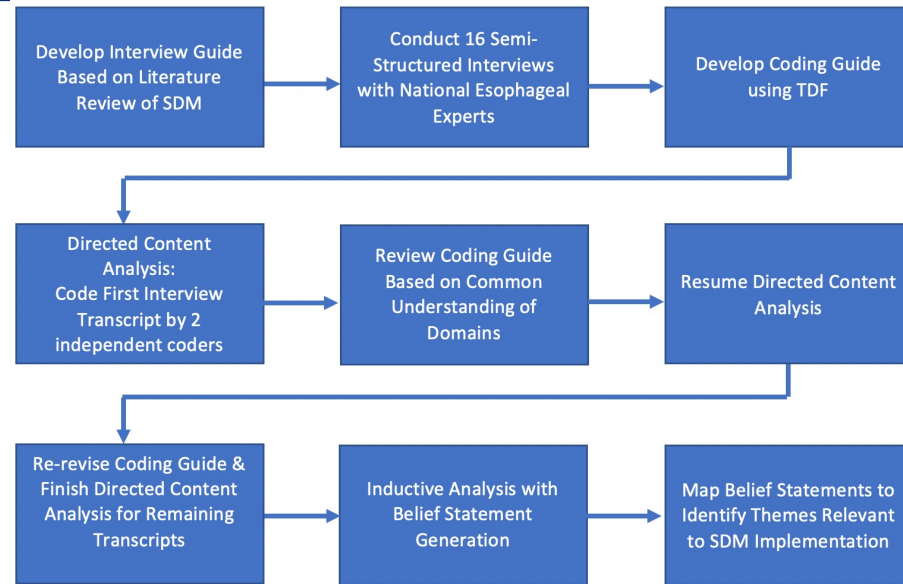 Develop Interview Guide
Based on Literature
Review of SDM
Conduct 16 Semi-
Structured Interviews
with National Esophageal
Experts
Develop Coding Guide
using TDF
Directed Content
Analysis:
Code First Interview
Transcript by 2
independent coders
Review Coding Guide
Based on Common
Understanding of
Domains
Resume Directed Content
Analysis
Re-revise Coding Guide &
Finish Directed Content
Analysis for Remaining
Transcripts
Inductive Analysis with
Belief Statement
Generation
Map Belief Statements to
Identify Themes Relevant
to SDM Implementation